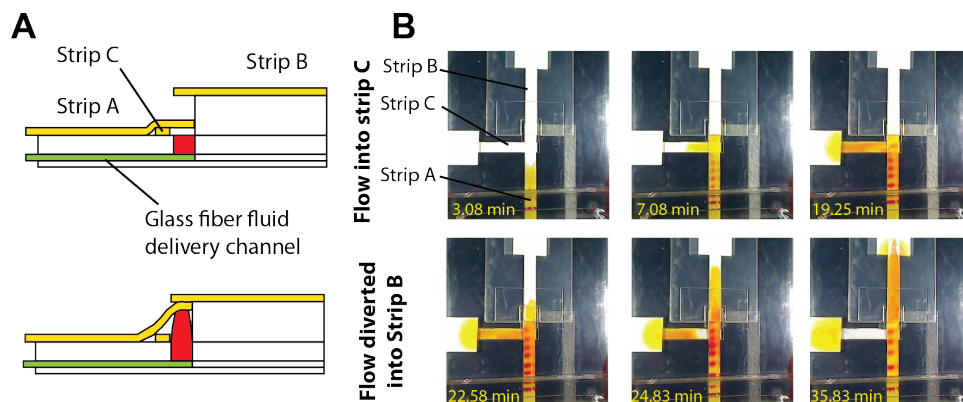 A
Strip C
Strip B
Strip A
Glass fiber fluid
delivery channel
B
Flow into strip C
Strip B
Strip C
Strip A
3.08 min
7.08 min
19.25 min
Flow diverted
into Strip B
22.58 min
24.83 min
35.83 min